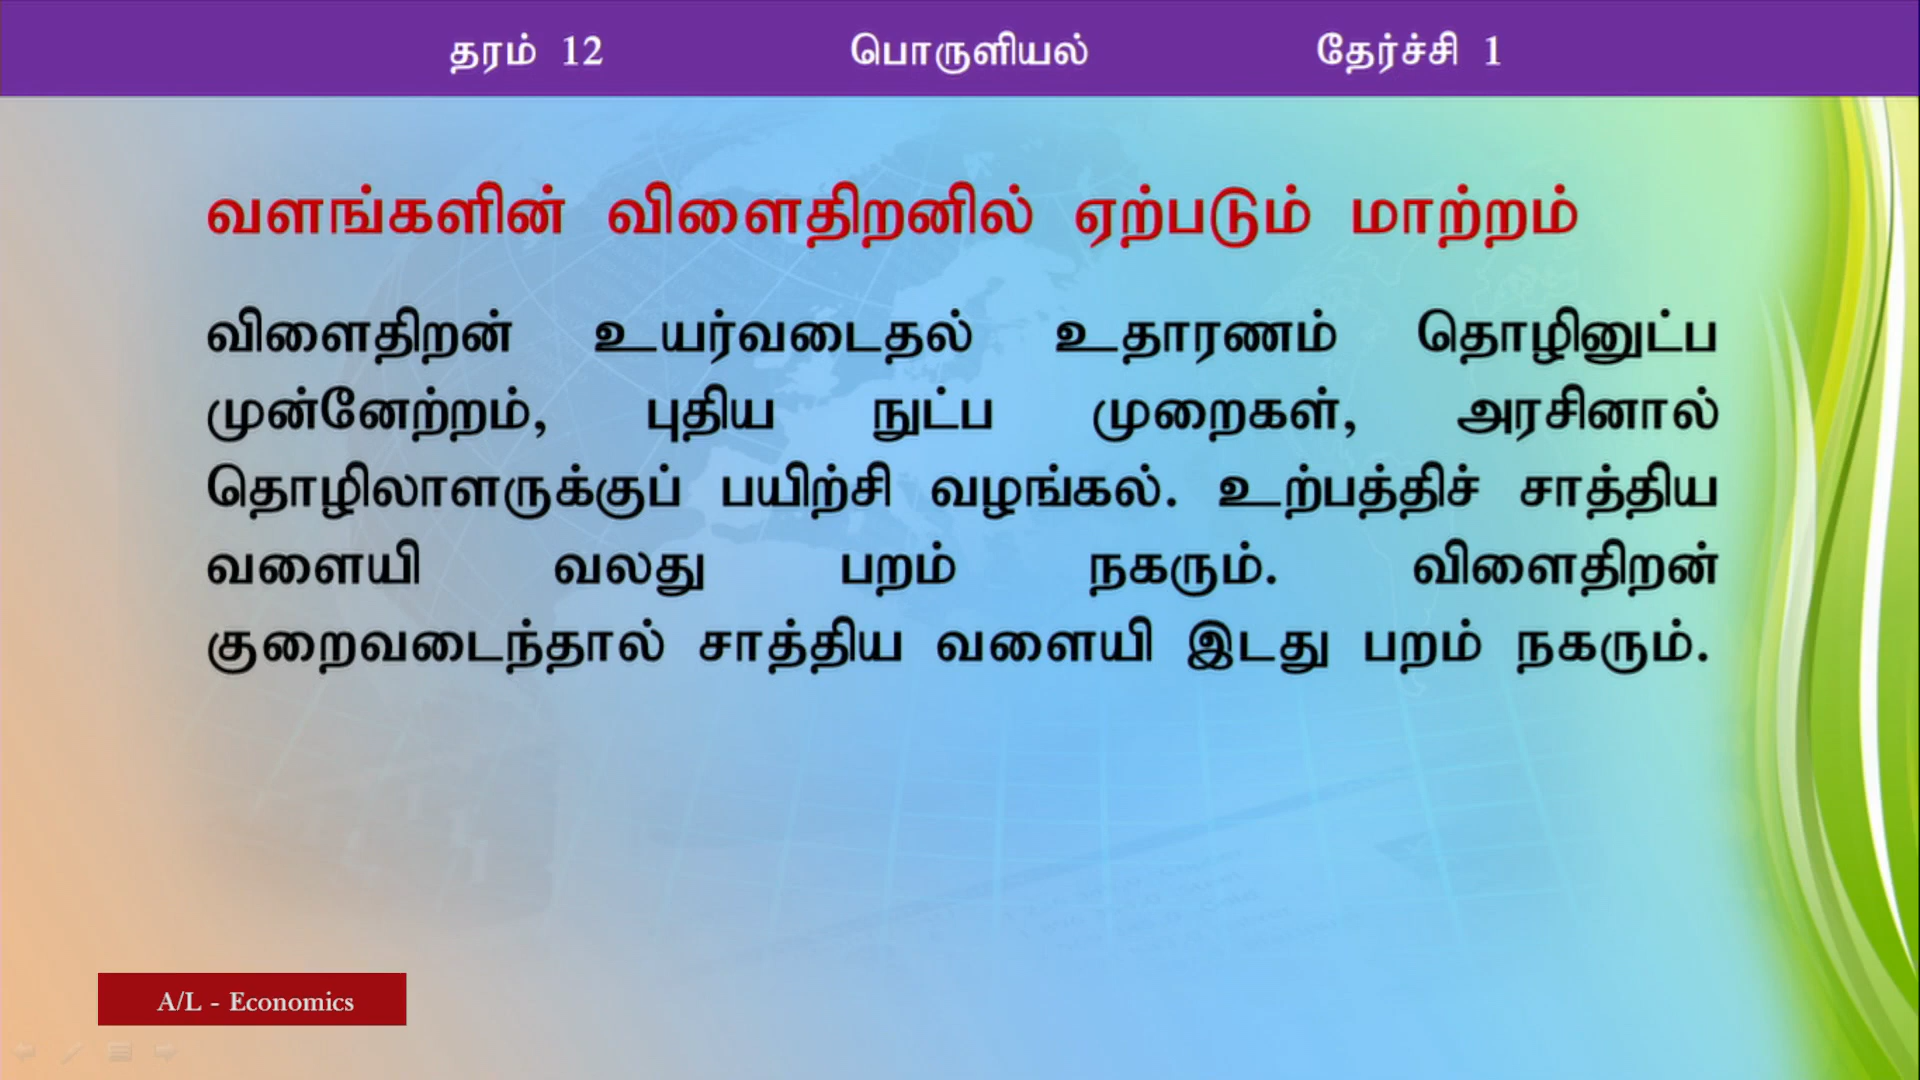 தரம் 12 பொருளியல் தேர்ச்சி 1
வளங்களின் விளைதிறனில் ஏற்படும் மாற்றம்
விளைதிறன் உயர்வடைதல் உதாரணம் தொழினுட்ப
முன்னேற்றம், புதிய நுட்ப முறைகள், அரசினால்
தொழிலாளருக்குப் பயிற்சி வழங்கல். உற்பத்திச் சாத்திய
வளையி வலது பறம் நகரும். விளைதிறன்
குறைவடைந்தால் சாத்திய வளையி இடது பறம் நகரும்.
A/L - Economics